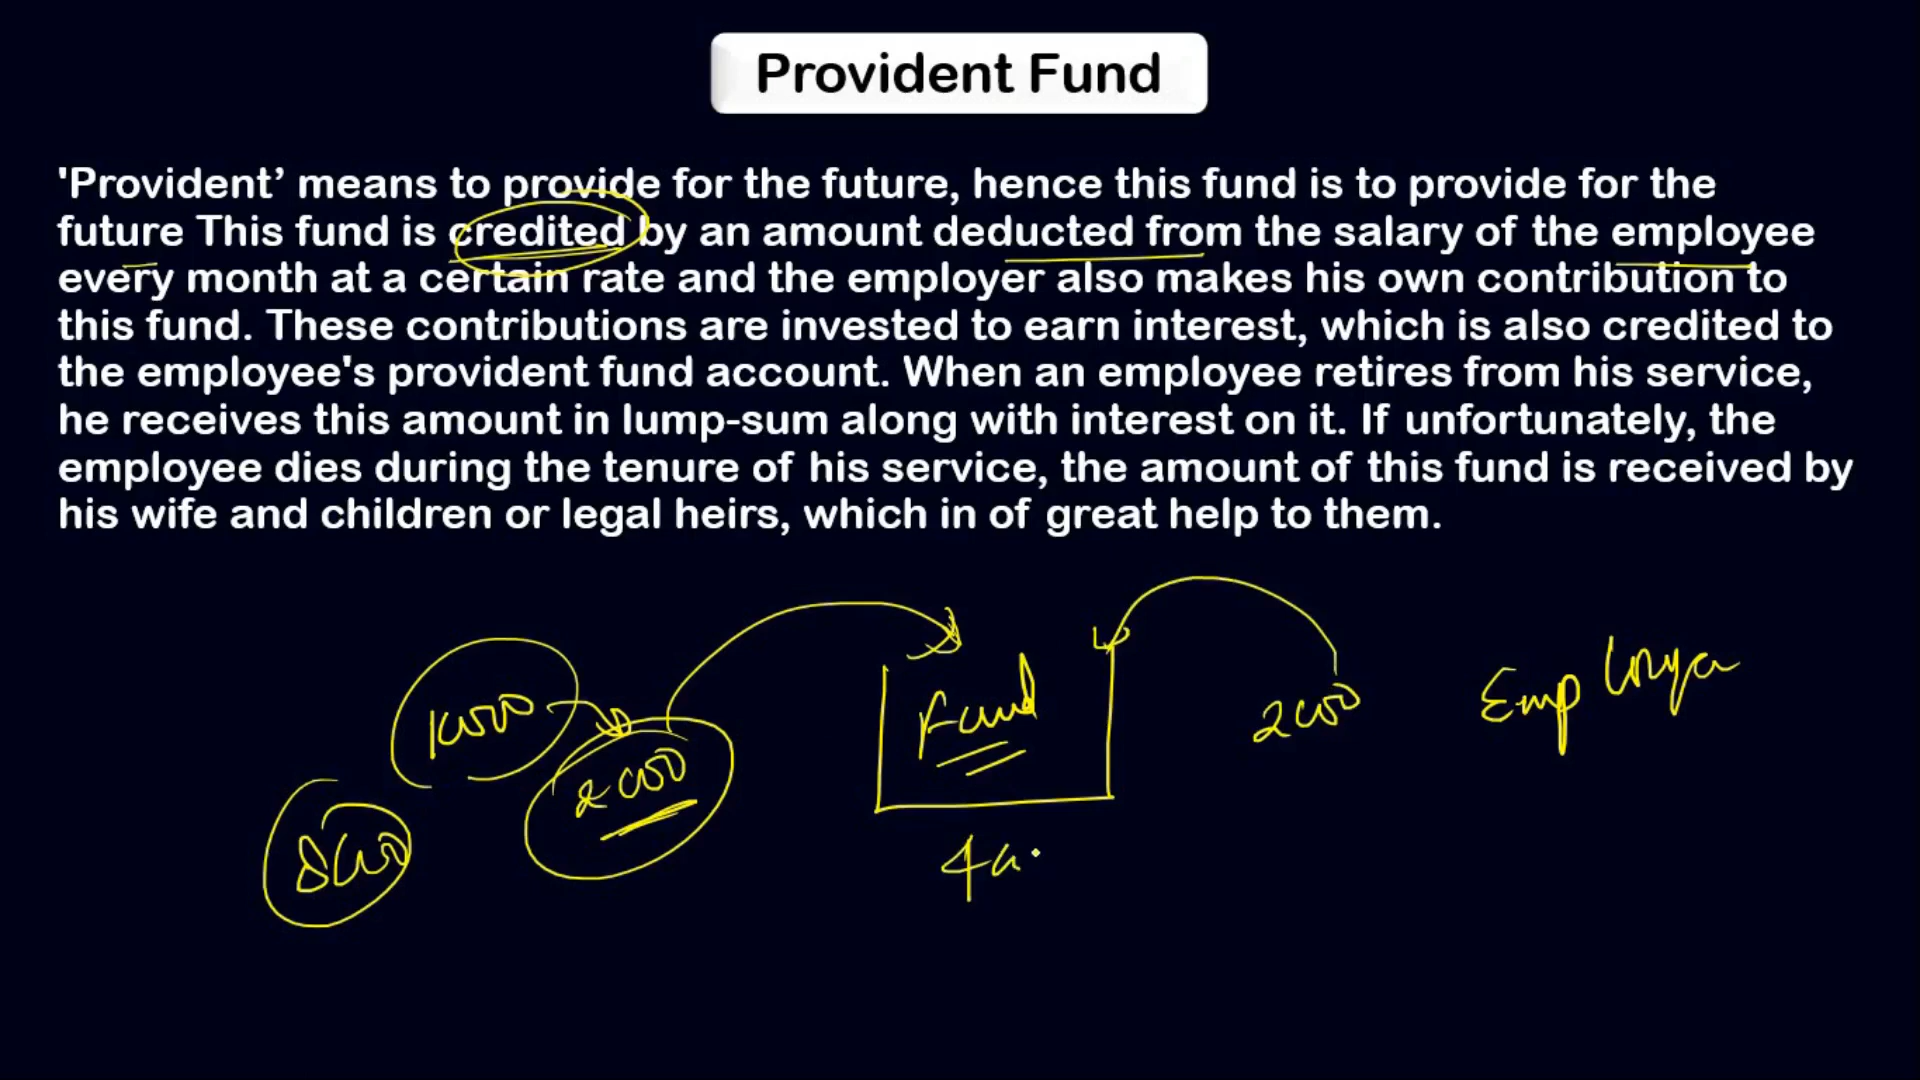 Provident Fund
'Provident’ means to provide for the future, hence this fund is to provide for the
future This fund is credited by an amount deducted from the salary of the employee
every month at a certain rate and the employer also makes his own contribution to
this fund. These contributions are invested to earn interest, which is also credited to
the employee's provident fund account. When an employee retires from his service,
he receives this amount in lump-sum along with interest on it. If unfortunately, the
employee dies during the tenure of his service, the amount of this fund is received by
his wife and children or legal heirs, which in of great help to them.
Fund
2000
2000